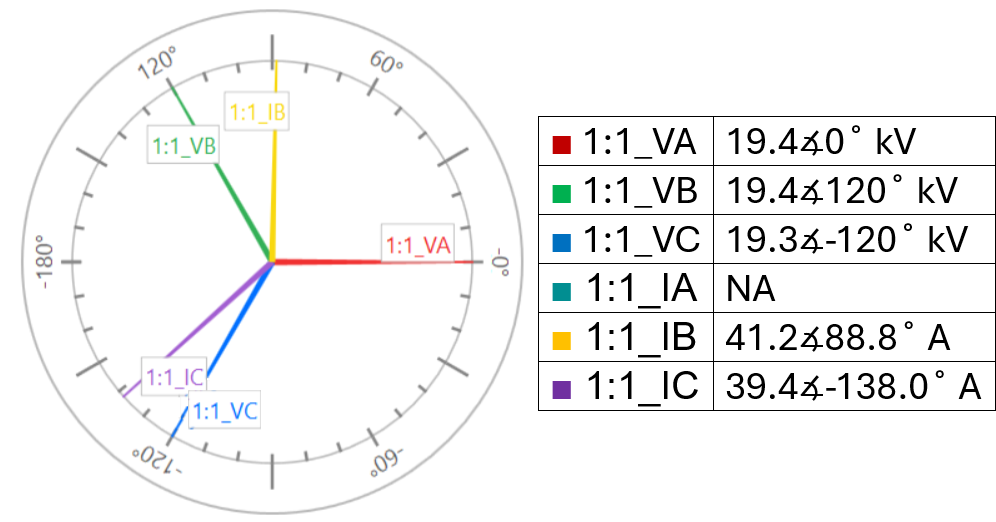 120°
60°
1:1_IB
1:1_VB
1:1_VA
-180°
-0°
1:1_IC
1:1_VC
-120°
-60°
1:1_VA 19.4∡0˚ kV
1:1_VB 19.4∡120˚ kV
1:1_VC 19.3∡-120˚ kV
1:1_IA NA
1:1_IB 41.2∡88.8˚ A
1:1_IC 39.4∡-138.0˚ A